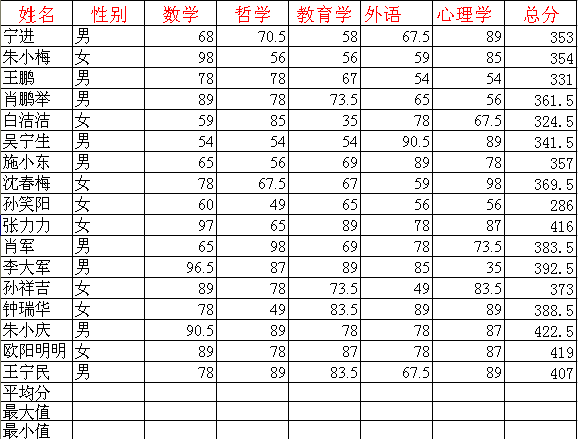 姓名 性别 数学 哲学 教育学 外语 心理学 总分
宁进 男 68 70.5 58 67.5 89 353
朱小梅 女 98 56 56 59 85 354
王鹏 男 78 78 67 54 54 331
肖鹏举 男 89 78 73.5 65 56 361.5
白洁洁 女 59 85 35 78 67.5 324.5
吴宁生 男 54 54 54 90.5 89 341.5
施小东 男 65 56 69 89 78 357
沈春梅 女 78 67.5 67 59 98 369.5
孙笑阳 女 60 49 65 56 56 286
张力力 女 97 65 89 78 87 416
肖军 男 65 98 69 78 73.5 383.5
李大军 男 96.5 87 89 85 35 392.5
孙祥吉 女 89 78 73.5 49 83.5 373
钟瑞华 女 78 49 83.5 89 89 388.5
朱小庆 男 90.5 89 78 78 87 422.5
欧阳明明 女 89 78 87 78 87 419
王宁民 男 78 89 83.5 67.5 89 407
平均分
最大值
最小值